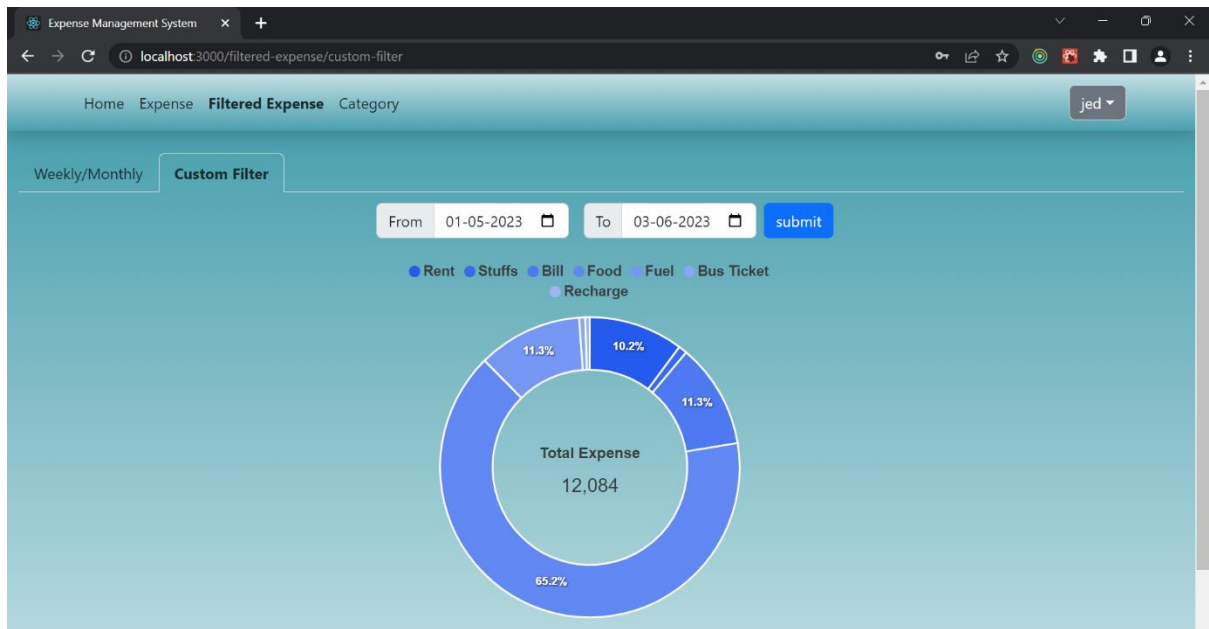 Expense Management System
localhost:3000/filtered-expense/custom-filter
Home Expense Filtered Expense Category jed
Weekly/Monthly Custom Filter
From 01-05-2023 To 03-06-2023 submit
Rent Stuffs Bill Food Fuel Bus Ticket
Recharge
11.3% 10.2%
11.3%
Total Expense
12,084
65.2%